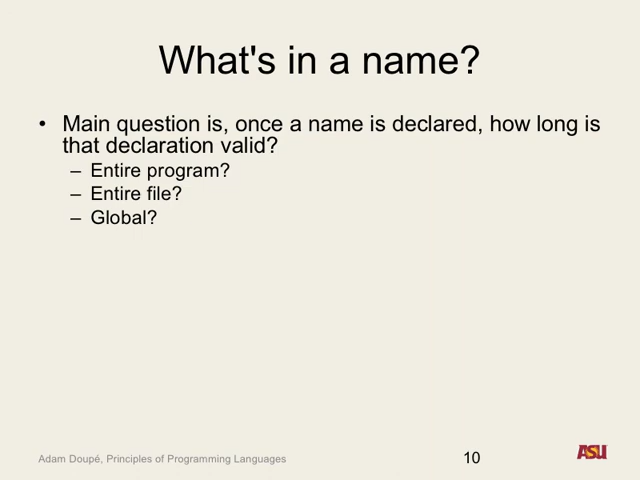 What's in a name?
• Main question is, once a name is declared, how long is
that declaration valid?
– Entire program?
– Entire file?
– Global?
Adam Doupé, Principles of Programming Languages
10
ASU